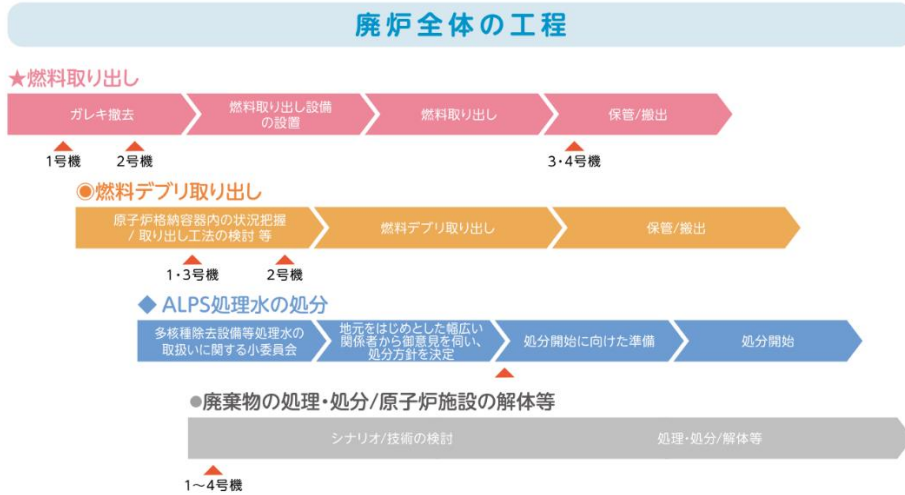 廃炉全体の工程
★燃料取り出し
ガレキ撤去
燃料取り出し設備
の設置
燃料取り出し
保管/搬出
1号機
2号機
3・4号機
◉燃料デブリ取り出し
原子炉格納容器内の状況把握
/ 取り出し工法の検討 等
燃料デブリ取り出し
保管/搬出
1・3号機
2号機
◆ ALPS処理水の処分
多核種除去設備等処理水の
取扱いに関する小委員会
地元をはじめとした幅広い
関係者から御意見を伺い、
処分方針を決定
処分開始に向けた準備
処分開始
●廃棄物の処理・処分/原子炉施設の解体等
シナリオ/技術の検討
処理・処分/解体等
1～4号機